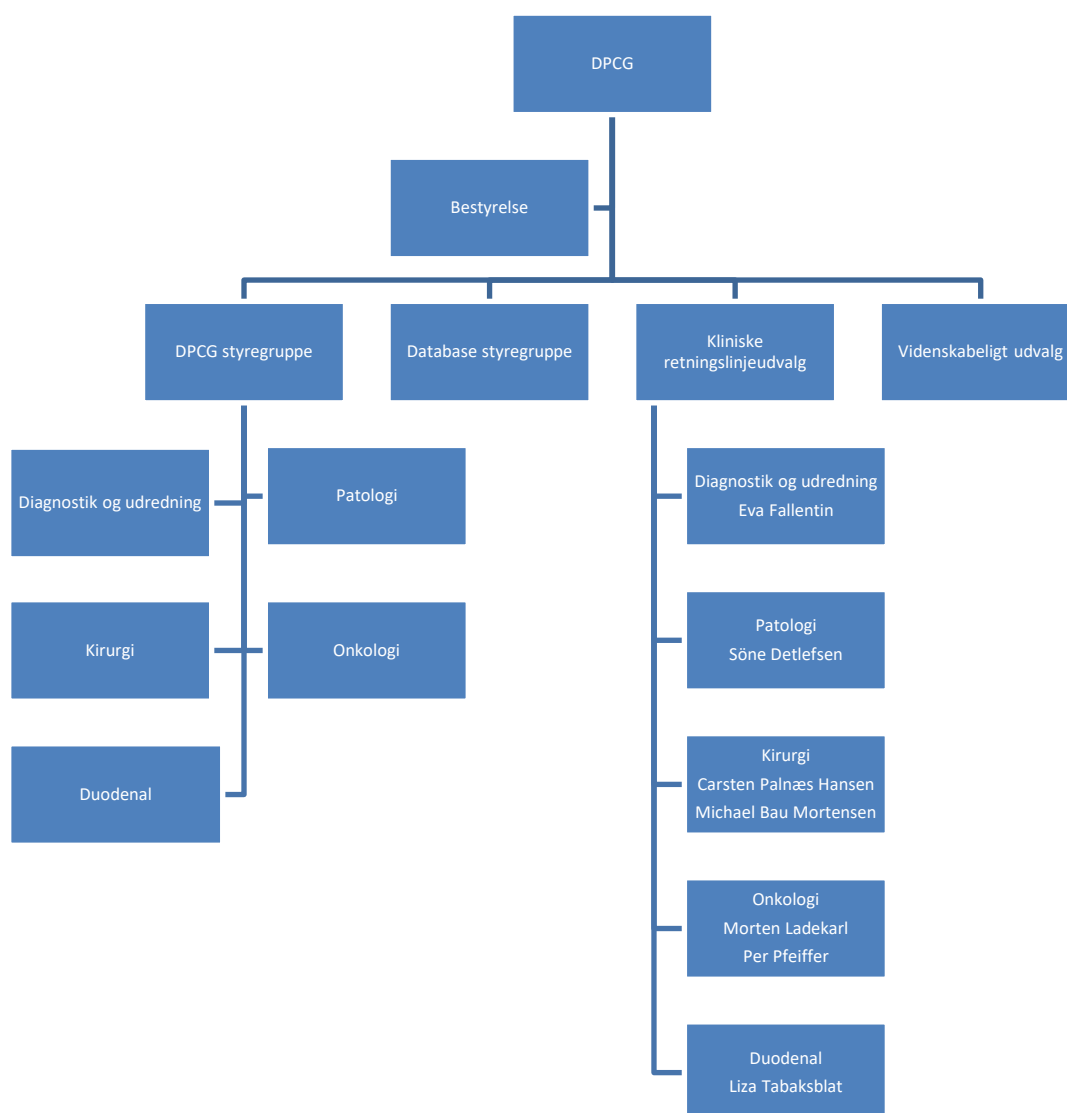 DPCG
Bestyrelse
DPCG styregruppe
Database styregruppe
Kliniske
retningslinjeudvalg
Videnskabeligt udvalg
Diagnostik og udredning
Patologi
Kirurgi
Onkologi
Duodenal
Diagnostik og udredning
Eva Fallentin
Patologi
Söne Detlefsen
Kirurgi
Carsten Palnæs Hansen
Michael Bau Mortensen
Onkologi
Morten Ladekarl
Per Pfeiffer
Duodenal
Liza Tabaksblat